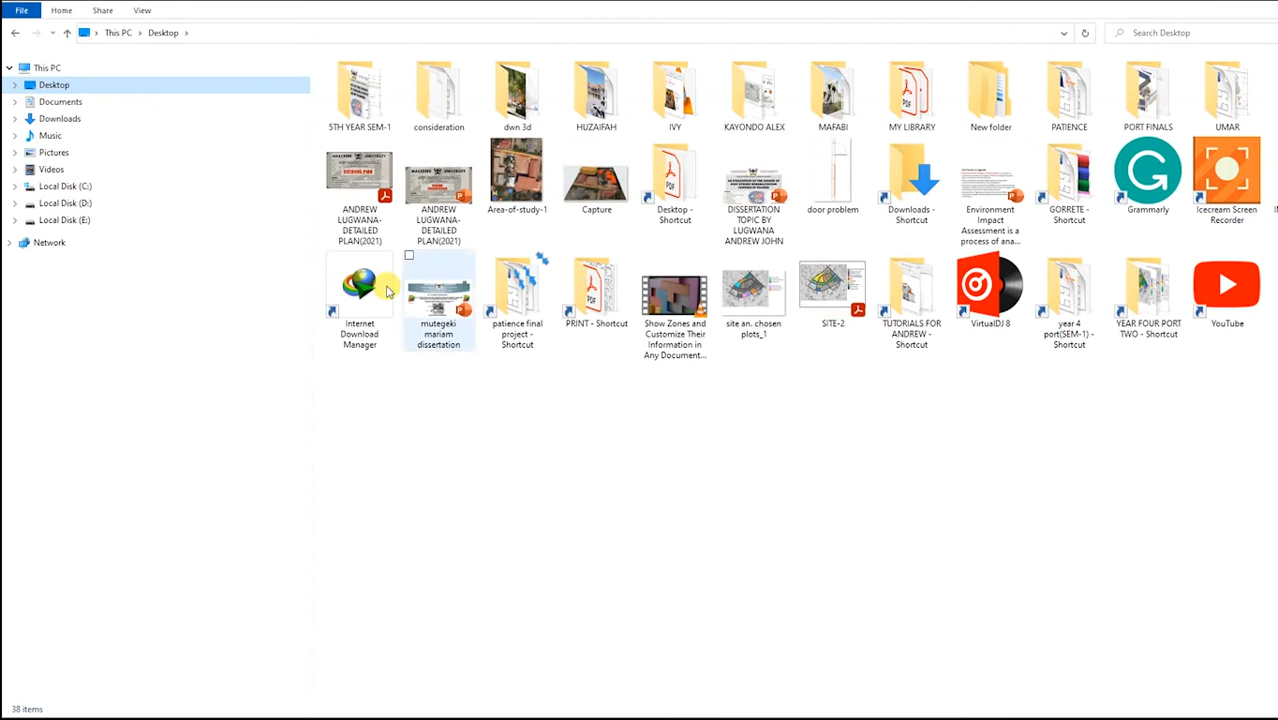 File Home Share View
This PC Desktop
Search Desktop
This PC
Desktop
Documents
Downloads
Music
Pictures
Videos
Local Disk (C:)
Local Disk (D:)
Local Disk (E:)
Network
5TH YEAR SEM-1
consideration
dwn 3d
HUZAIFAH
IVY
KAYONDO ALEX
MAFABI
MY LIBRARY
New folder
PATIENCE
PORT FINALS
UMAR
ANDREW
LUGWANA-
DETAILED
PLAN(2021)
ANDREW
LUGWANA-
DETAILED
PLAN(2021)
Area-of-study-1
Capture
Desktop -
Shortcut
DISSERTATION
TOPIC BY
LUGWANA
ANDREW JOHN
door problem
Downloads -
Shortcut
Environment
Impact
Assessment is a
process of ana...
GORRETE -
Shortcut
Grammarly
Icecream Screen
Recorder
Internet
Download
Manager
mutegeki
mariam
dissertation
patience final
project -
Shortcut
PRINT - Shortcut
Show Zones and
Customize Their
Information in
Any Document...
site an. chosen
plots_1
SITE-2
TUTORIALS FOR
ANDREW -
Shortcut
VirtualDJ 8
year 4
port(SEM-1) -
Shortcut
YEAR FOUR PORT
TWO - Shortcut
YouTube
38 items